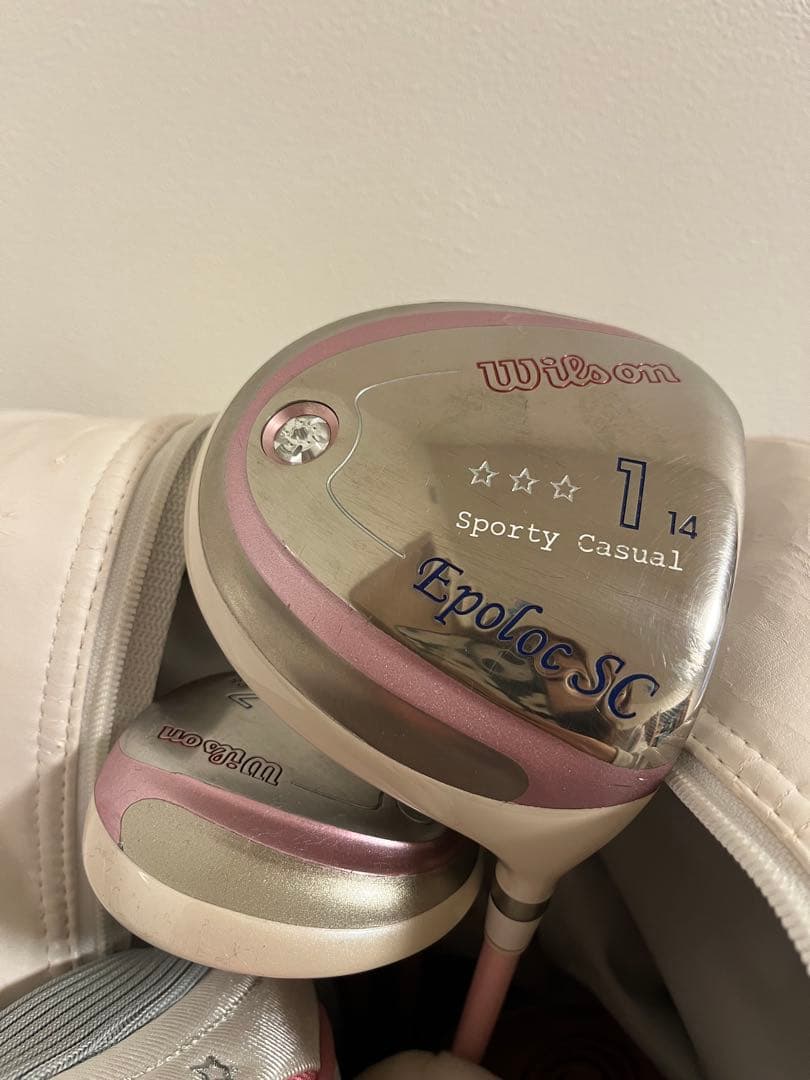 Wilson
☆☆☆ 1 14
Sporty Casual
Epoloc SC
Wilson